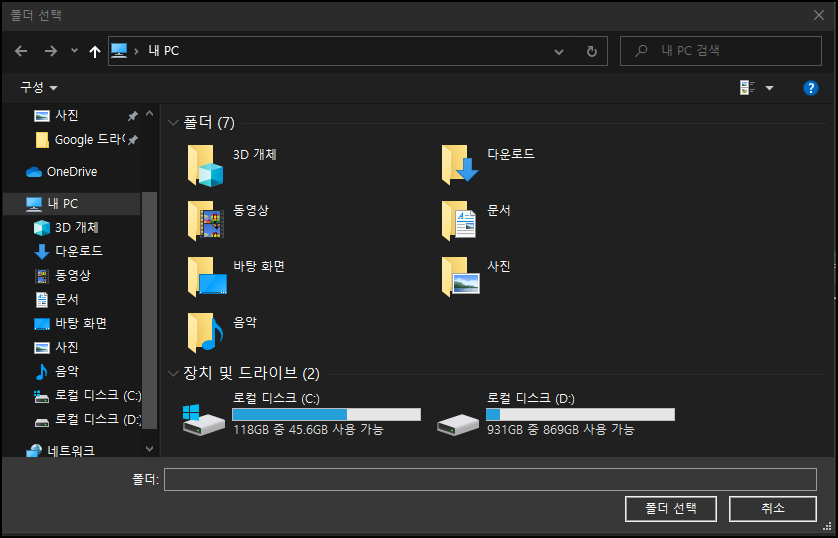 폴더 선택
내 PC
내 PC 검색
구성
사진
Google 드라이
OneDrive
내 PC
3D 개체
다운로드
동영상
문서
바탕 화면
사진
음악
로컬 디스크 (C:)
로컬 디스크 (D:)
네트워크
폴더 (7)
3D 개체
다운로드
동영상
문서
바탕 화면
사진
음악
장치 및 드라이브 (2)
로컬 디스크 (C:)
118GB 중 45.6GB 사용 가능
로컬 디스크 (D:)
931GB 중 869GB 사용 가능
폴더:
폴더 선택
취소